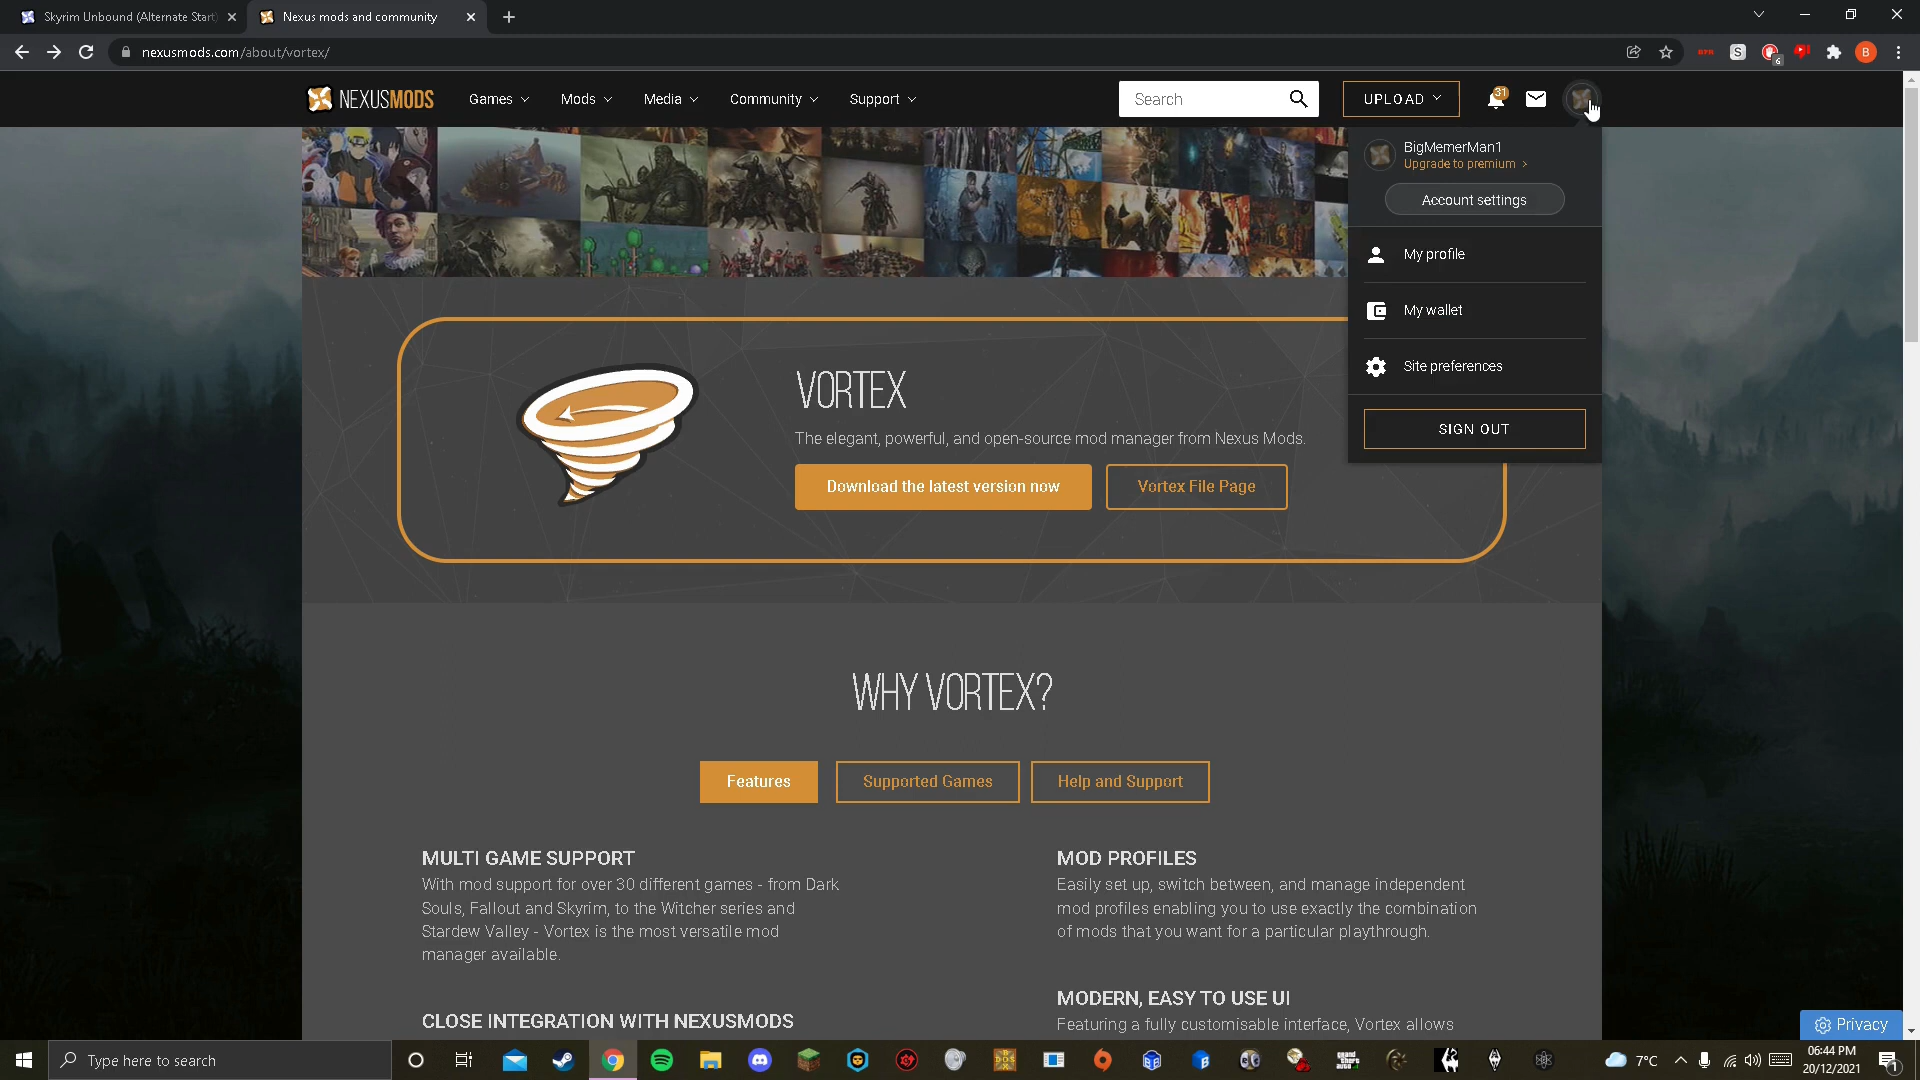 Skyrim Unbound (Alternate Start)
Nexus mods and community
nexusmods.com/about/vortex/
S
6
B
NEXUSMODS
Games
Mods
Media
Community
Support
Search
UPLOAD
31
BigMemerMan1
Upgrade to premium >
Account settings
My profile
My wallet
Site preferences
SIGN OUT
VORTEX
The elegant, powerful, and open-source mod manager from Nexus Mods.
Download the latest version now
Vortex File Page
WHY VORTEX?
Features
Supported Games
Help and Support
MULTI GAME SUPPORT
With mod support for over 30 different games - from Dark
Souls, Fallout and Skyrim, to the Witcher series and
Stardew Valley - Vortex is the most versatile mod
manager available.
CLOSE INTEGRATION WITH NEXUSMODS
MOD PROFILES
Easily set up, switch between, and manage independent
mod profiles enabling you to use exactly the combination
of mods that you want for a particular playthrough.
MODERN, EASY TO USE UI
Featuring a fully customisable interface, Vortex allows
Privacy
Type here to search
7°C
06:44 PM
20/12/2021
1